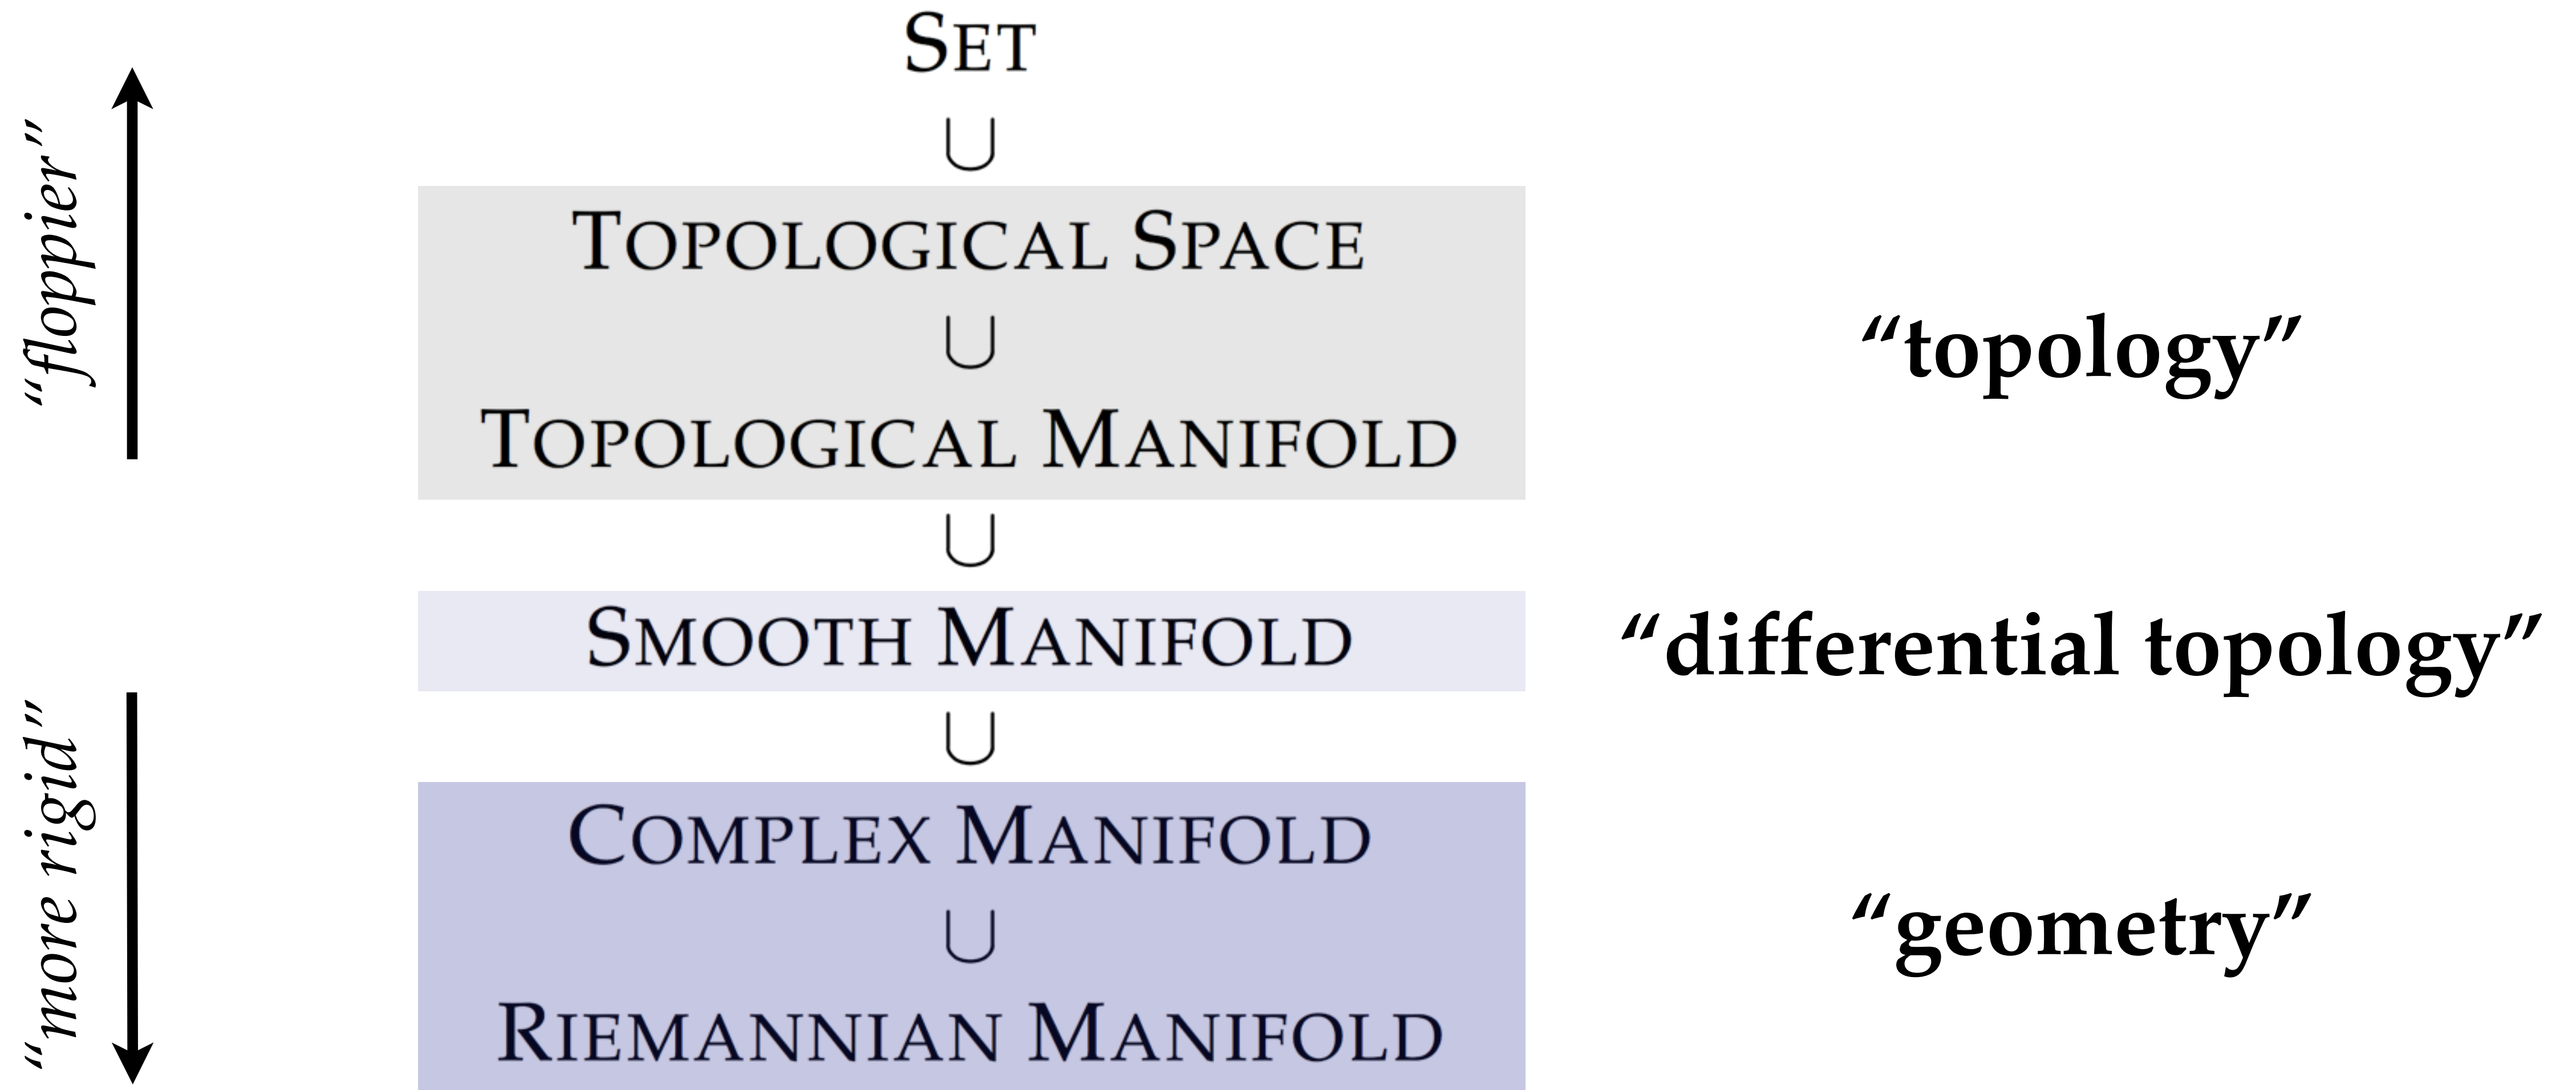 SET
∪
TOPOLOGICAL SPACE
∪
TOPOLOGICAL MANIFOLD
∪
SMOOTH MANIFOLD
∪
COMPLEX MANIFOLD
∪
RIEMANNIAN MANIFOLD
“floppier”
“more rigid”
“topology”
“differential topology”
“geometry”